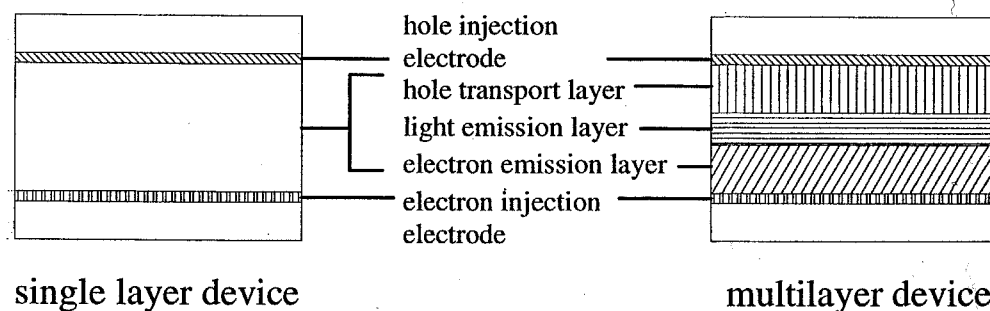 hole injection
electrode
hole transport layer
light emission layer
electron emission layer
electron injection
electrode
single layer device
multilayer device